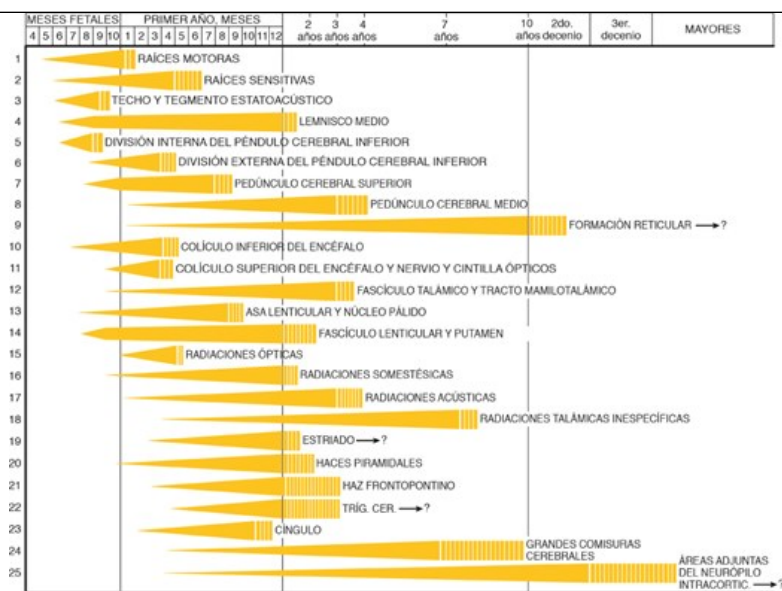 MESES FETALES PRIMER AÑO, MESES 2 3 4 7 10 2do. 3er. MAYORES
4 5 6 7 8 9 10 1 2 3 4 5 6 7 8 9 10 11 12 años años años años años decenio decenio
1 RAÍCES MOTORAS
2 RAÍCES SENSITIVAS
3 TECHO Y TEGMENTO ESTATOACÚSTICO
4 LEMNISCO MEDIO
5 DIVISIÓN INTERNA DEL PÉNDULO CEREBRAL INFERIOR
6 DIVISIÓN EXTERNA DEL PÉNDULO CEREBRAL INFERIOR
7 PEDÚNCULO CEREBRAL SUPERIOR
8 PEDÚNCULO CEREBRAL MEDIO
9 FORMACIÓN RETICULAR → ?
10 COLÍCULO INFERIOR DEL ENCÉFALO
11 COLÍCULO SUPERIOR DEL ENCÉFALO Y NERVIO Y CINTILLA ÓPTICOS
12 FASCÍCULO TALÁMICO Y TRACTO MAMILOTALÁMICO
13 ASA LENTICULAR Y NÚCLEO PÁLIDO
14 FASCÍCULO LENTICULAR Y PUTAMEN
15 RADIACIONES ÓPTICAS
16 RADIACIONES SOMESTÉSICAS
17 RADIACIONES ACÚSTICAS
18 RADIACIONES TALÁMICAS INESPECÍFICAS
19 ESTRIADO → ?
20 HACES PIRAMIDALES
21 HAZ FRONTOPONTINO
22 TRÍG. CER. → ?
23 CÍNGULO
24 GRANDES COMISURAS
CEREBRALES
25 ÁREAS ADJUNTAS
DEL NEURÓPILO
INTRACORTIC. → ?